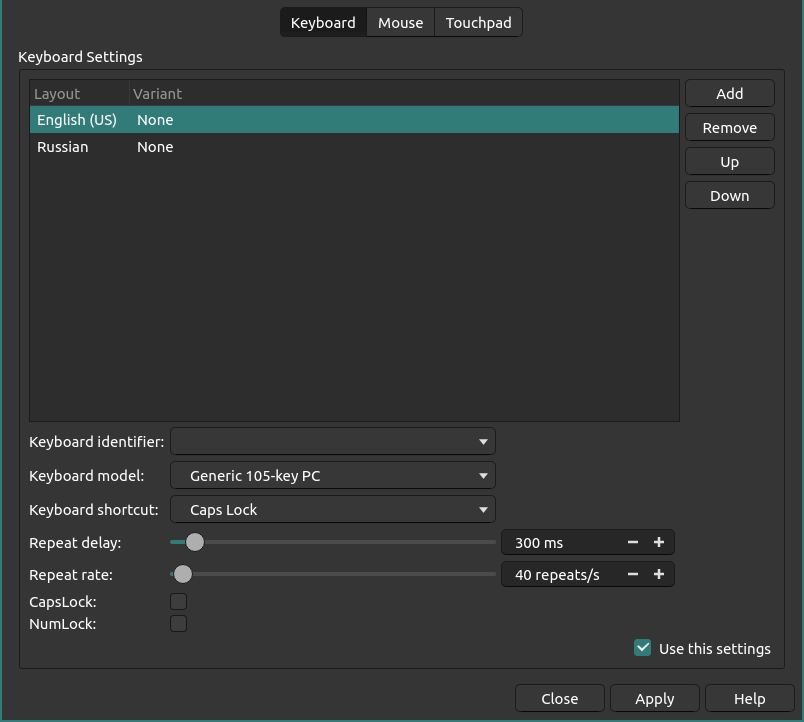 Keyboard Mouse Touchpad
Keyboard Settings
Layout Variant Add
English (US) None Remove
Russian None Up
Down
Keyboard identifier:
Keyboard model: Generic 105-key PC
Keyboard shortcut: Caps Lock
Repeat delay: 300 ms − +
Repeat rate: 40 repeats/s − +
CapsLock:
NumLock:
Use this settings
Close Apply Help